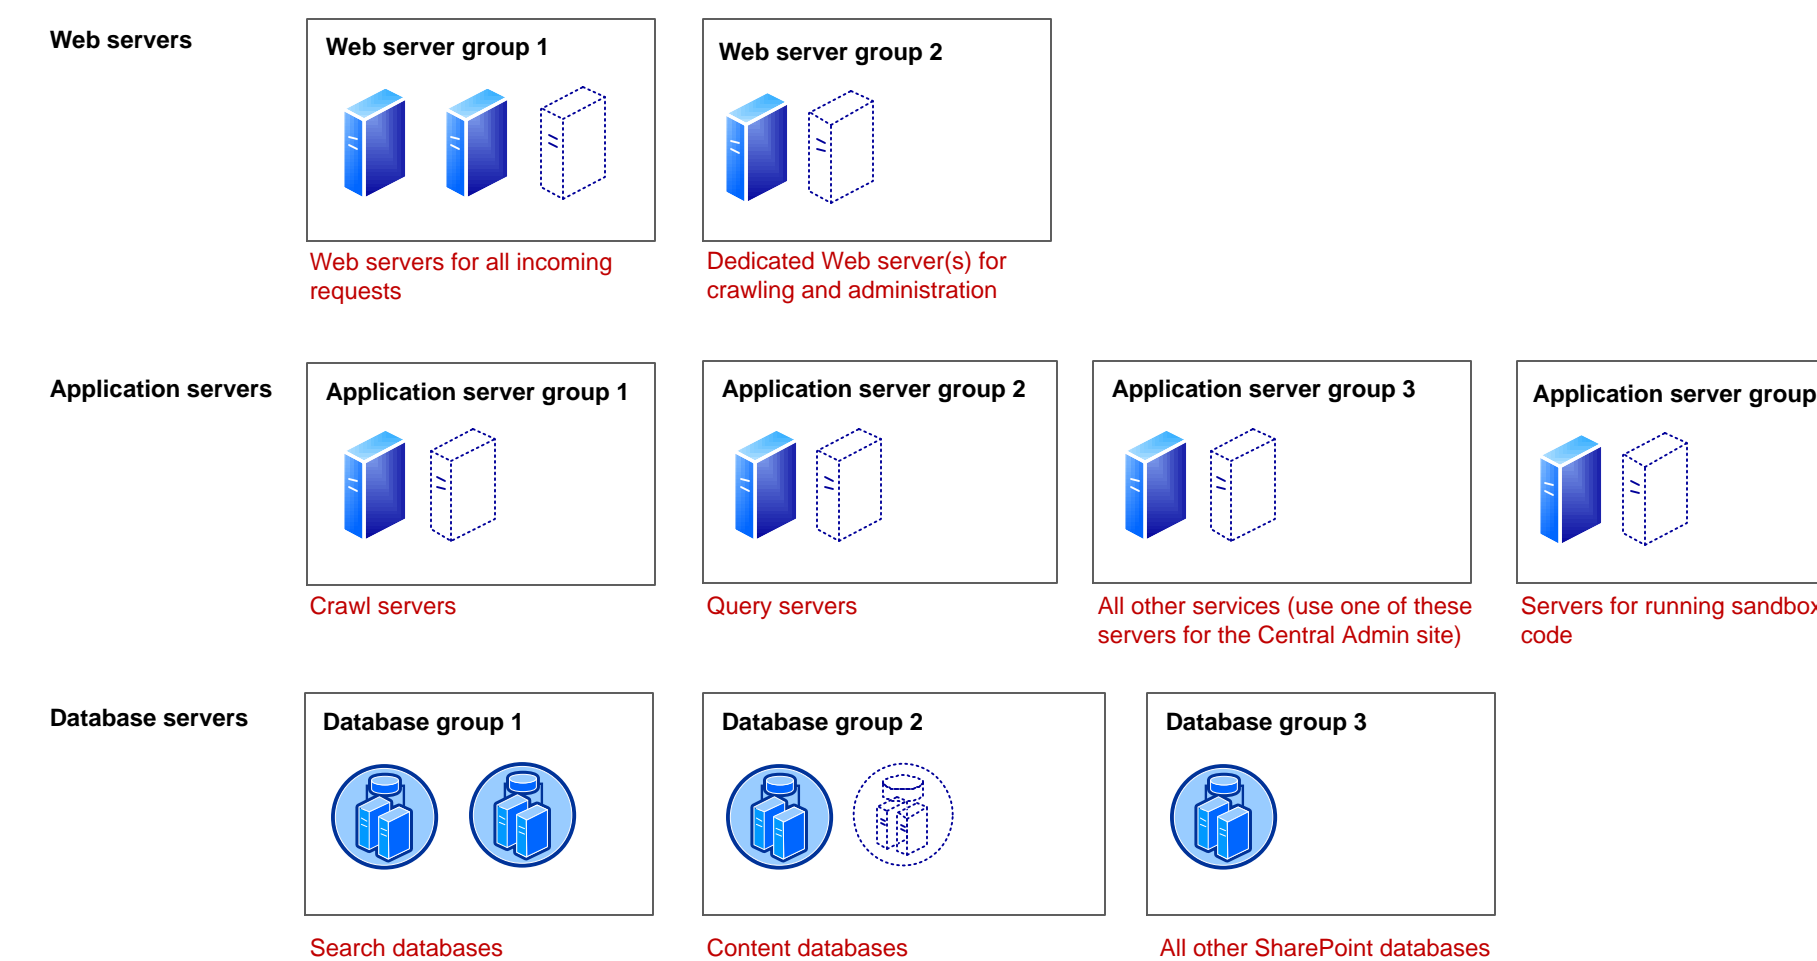 Web servers
Web server group 1
Web server group 2
Web servers for all incoming
requests
Dedicated Web server(s) for
crawling and administration
Application servers
Application server group 1
Application server group 2
Application server group 3
Application server group
Crawl servers
Query servers
All other services (use one of these
servers for the Central Admin site)
Servers for running sandbox
code
Database servers
Database group 1
Database group 2
Database group 3
Search databases
Content databases
All other SharePoint databases